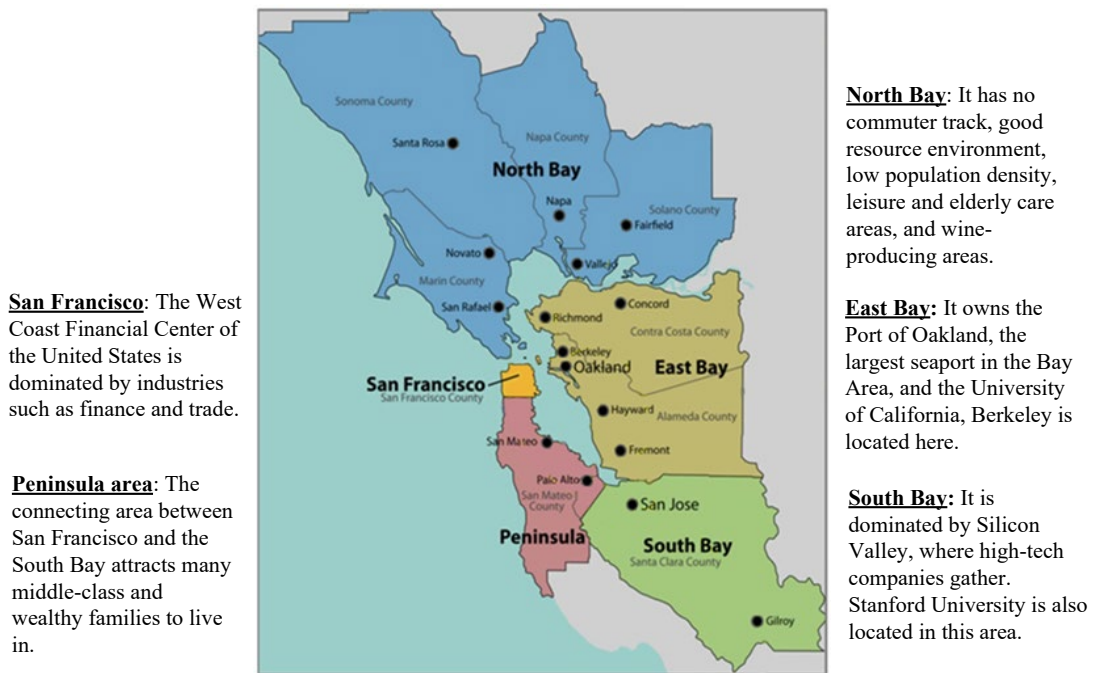 San Francisco: The West
Coast Financial Center of
the United States is
dominated by industries
such as finance and trade.
Peninsula area: The
connecting area between
San Francisco and the
South Bay attracts many
middle-class and
wealthy families to live
in.
Sonoma County
Santa Rosa
Napa County
North Bay
Napa
Solano County
Fairfield
Novato
Vallejo
Marin County
San Rafael
Concord
Richmond
Contra Costa County
Berkeley
Oakland
East Bay
San Francisco
San Francisco County
Hayward
Alameda County
San Mateo
Fremont
Palo Alto
San Mateo
County
San Jose
Peninsula
South Bay
Santa Clara County
Gilroy
North Bay: It has no
commuter track, good
resource environment,
low population density,
leisure and elderly care
areas, and wine-
producing areas.
East Bay: It owns the
Port of Oakland, the
largest seaport in the Bay
Area, and the University
of California, Berkeley is
located here.
South Bay: It is
dominated by Silicon
Valley, where high-tech
companies gather.
Stanford University is also
located in this area.